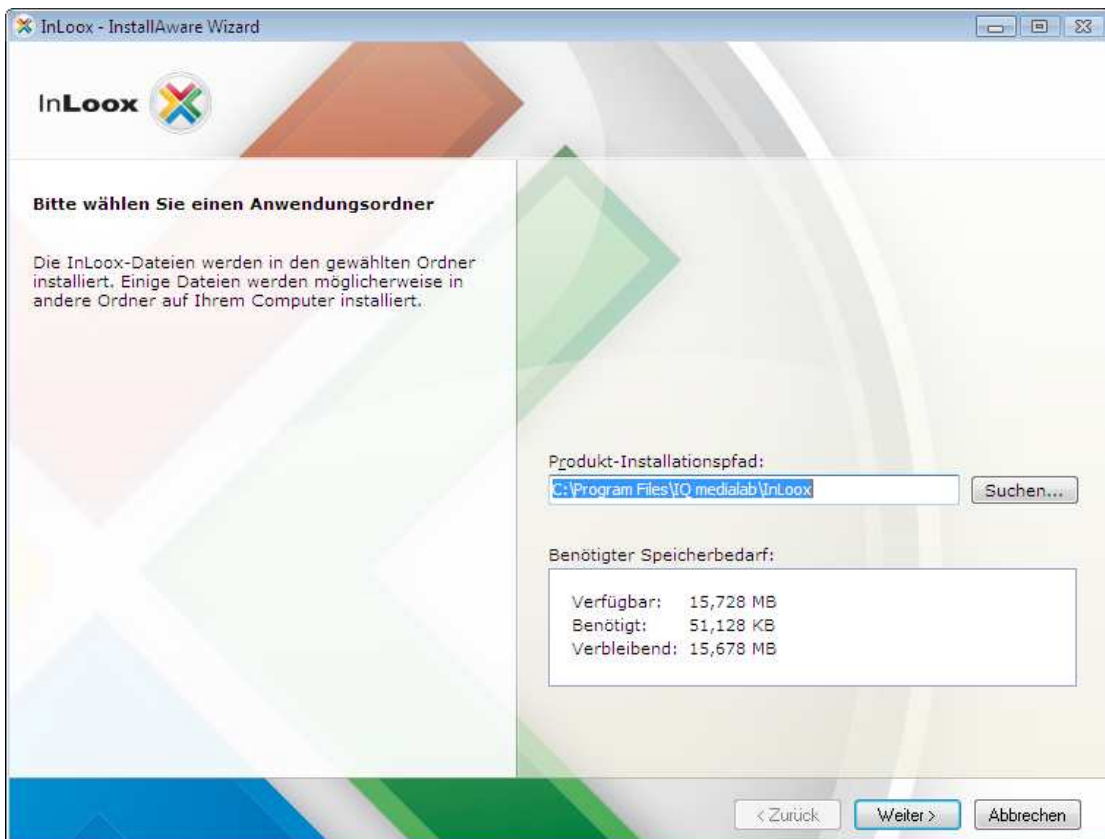 InLoox - InstallAware Wizard
InLoox
Bitte wählen Sie einen Anwendungsordner
Die InLoox-Dateien werden in den gewählten Ordner
installiert. Einige Dateien werden möglicherweise in
andere Ordner auf Ihrem Computer installiert.
Produkt-Installationspfad:
C:\Program Files\IQ medialab\InLoox
Suchen...
Benötigter Speicherbedarf:
Verfügbar: 15,728 MB
Benötigt: 51,128 KB
Verbleibend: 15,678 MB
< Zurück Weiter > Abbrechen